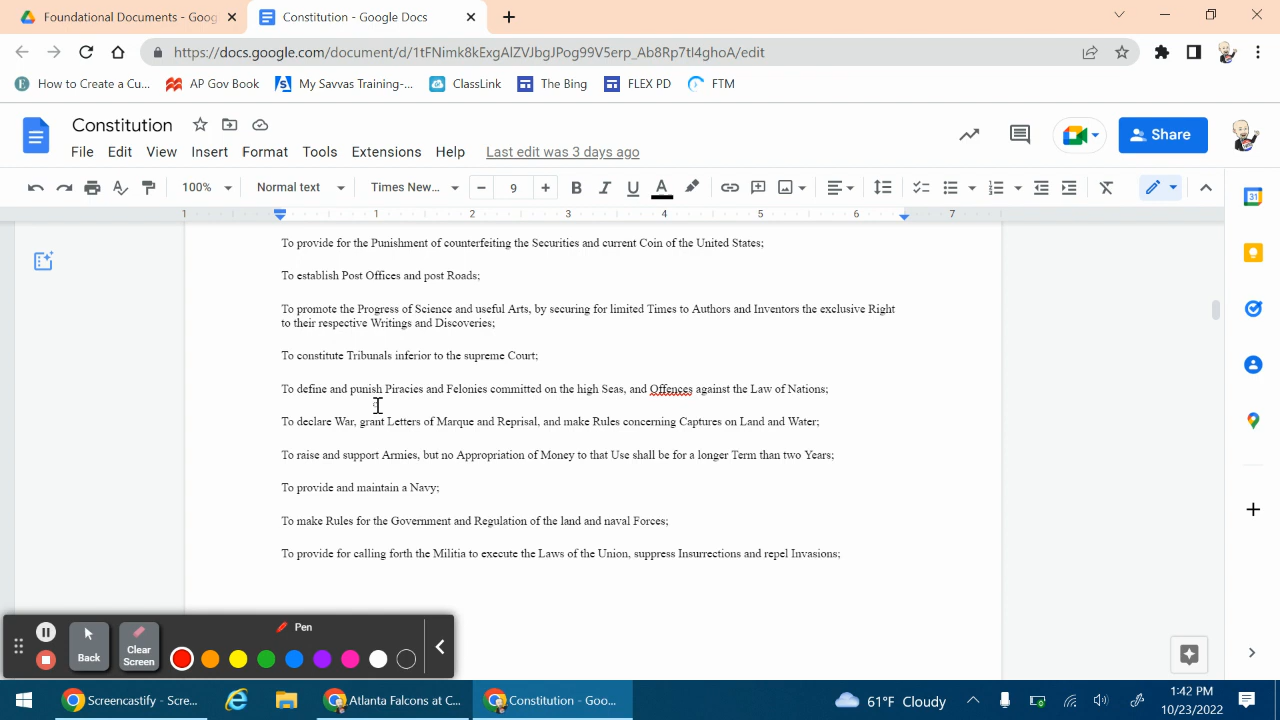 Foundational Documents - Goog
Constitution - Google Docs
https://docs.google.com/document/d/1tFNimk8kExgAlZVJbgJPog99V5erp_Ab8Rp7tl4ghoA/edit
How to Create a Cu...
AP Gov Book
My Savvas Training-...
ClassLink
The Bing
FLEX PD
FTM
Constitution
File Edit View Insert Format Tools Extensions Help Last edit was 3 days ago
Share
100% Normal text Times New... 9
1 1 2 3 4 5 6 7
To provide for the Punishment of counterfeiting the Securities and current Coin of the United States;
To establish Post Offices and post Roads;
To promote the Progress of Science and useful Arts, by securing for limited Times to Authors and Inventors the exclusive Right
to their respective Writings and Discoveries;
To constitute Tribunals inferior to the supreme Court;
To define and punish Piracies and Felonies committed on the high Seas, and Offences against the Law of Nations;
To declare War, grant Letters of Marque and Reprisal, and make Rules concerning Captures on Land and Water;
To raise and support Armies, but no Appropriation of Money to that Use shall be for a longer Term than two Years;
To provide and maintain a Navy;
To make Rules for the Government and Regulation of the land and naval Forces;
To provide for calling forth the Militia to execute the Laws of the Union, suppress Insurrections and repel Invasions;
Pen
Back
Clear
Screen
Screencastify - Scre...
Atlanta Falcons at C...
Constitution - Goo...
61°F Cloudy
1:42 PM
10/23/2022
31